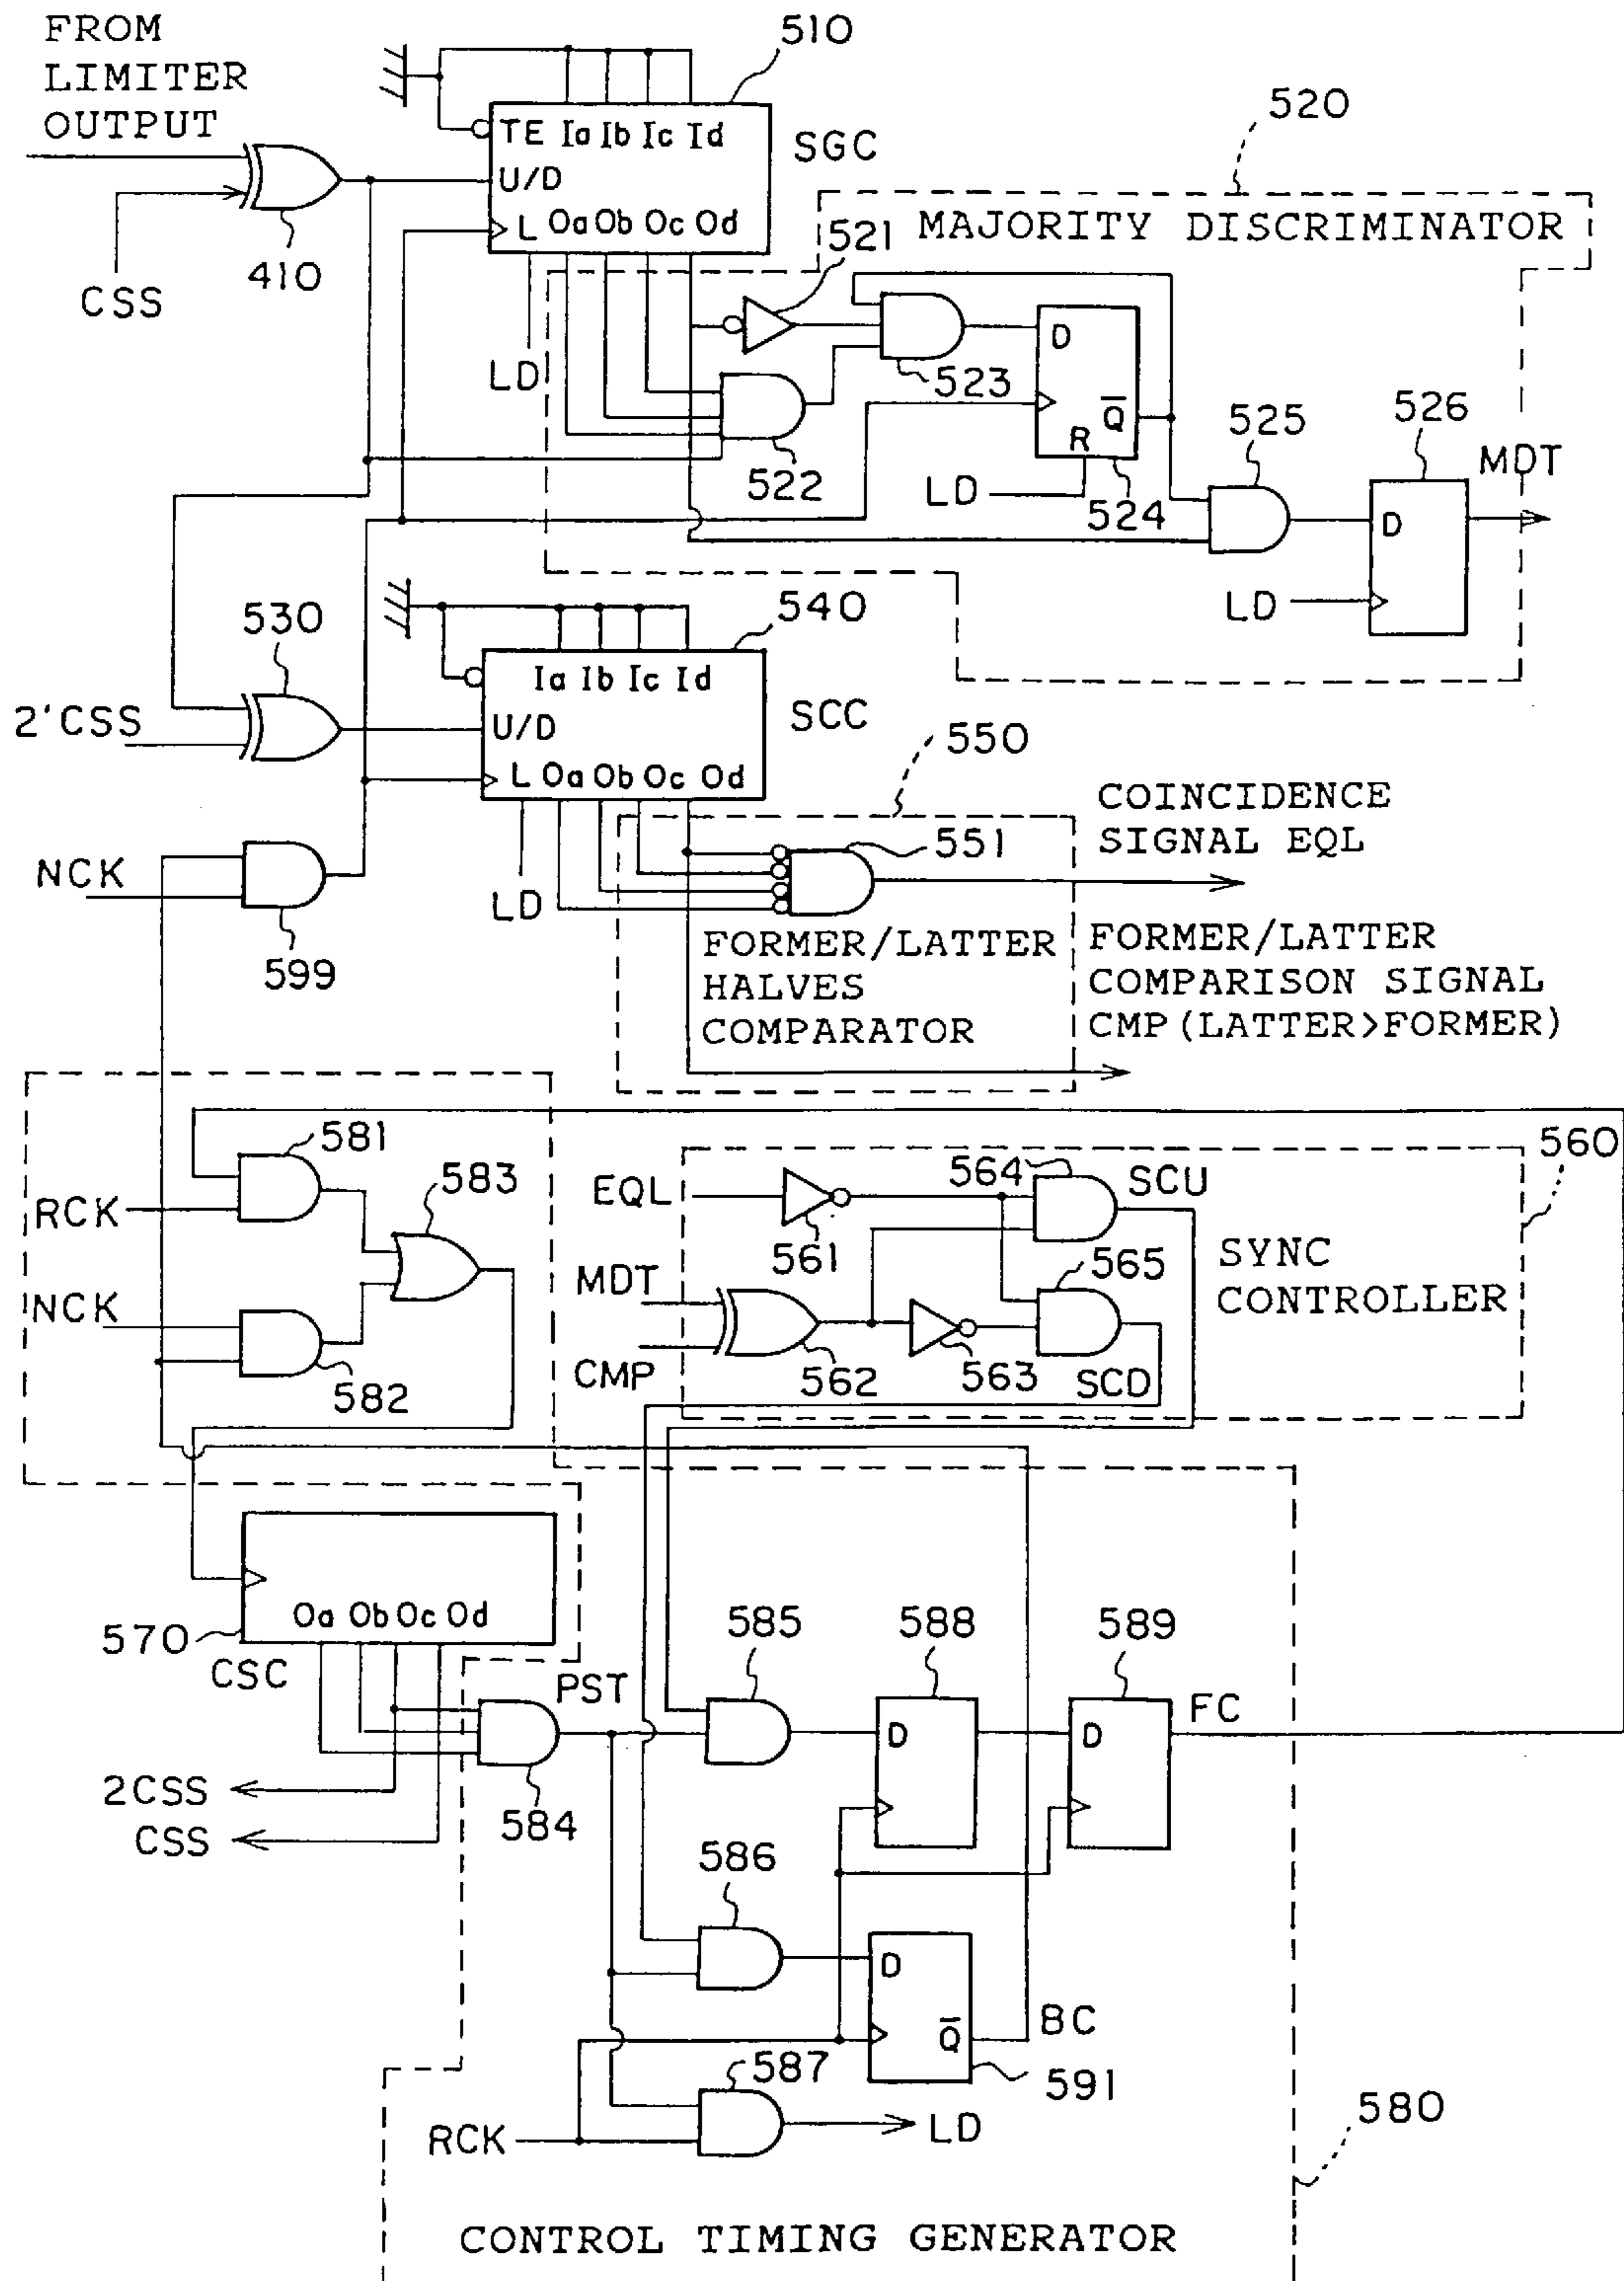 FROM
LIMITER
OUTPUT
510
TE Ia Ib Ic Id
SGC
U/D
L Oa Ob Oc Od
520
MAJORITY DISCRIMINATOR
521
410
CSS
LD
523
D
Q
R
522
LD
524
525
526
MDT
D
LD
530
540
Ia Ib Ic Id
SCC
2'CSS
U/D
L Oa Ob Oc Od
550
COINCIDENCE
SIGNAL EQL
551
NCK
LD
599
FORMER/LATTER
HALVES
COMPARATOR
FORMER/LATTER
COMPARISON SIGNAL
CMP(LATTER>FORMER)
581
RCK
583
NCK
582
560
EQL
564
SCU
561
565
SYNC
CONTROLLER
MDT
CMP
562
563
SCD
Oa Ob Oc Od
570
CSC
PST
585
588
589
FC
D
D
2CSS
CSS
584
586
D
Q
BC
591
587
RCK
LD
580
CONTROL TIMING GENERATOR